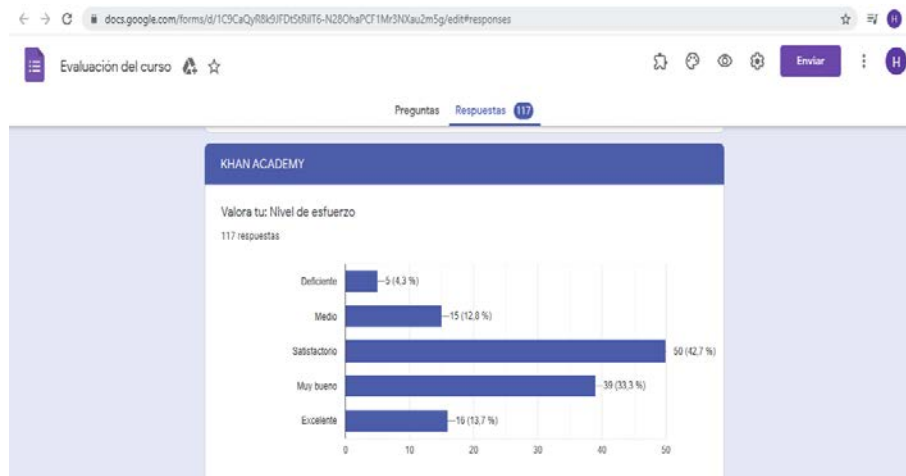 docs.google.com/forms/d/1C9CaQyR8k9JFDtStRiIT6-N28OhaPCF1Mr3NXau2m5g/edit#responses
H
Evaluación del curso
Enviar
H
Preguntas Respuestas 117
KHAN ACADEMY
Valora tu: NIvel de esfuerzo
117 respuestas
Deficiente 5 (4,3 %)
Medio 15 (12,8 %)
Satisfactorio 50 (42,7 %)
Muy bueno 39 (33,3 %)
Excelente 16 (13,7 %)
0 10 20 30 40 50